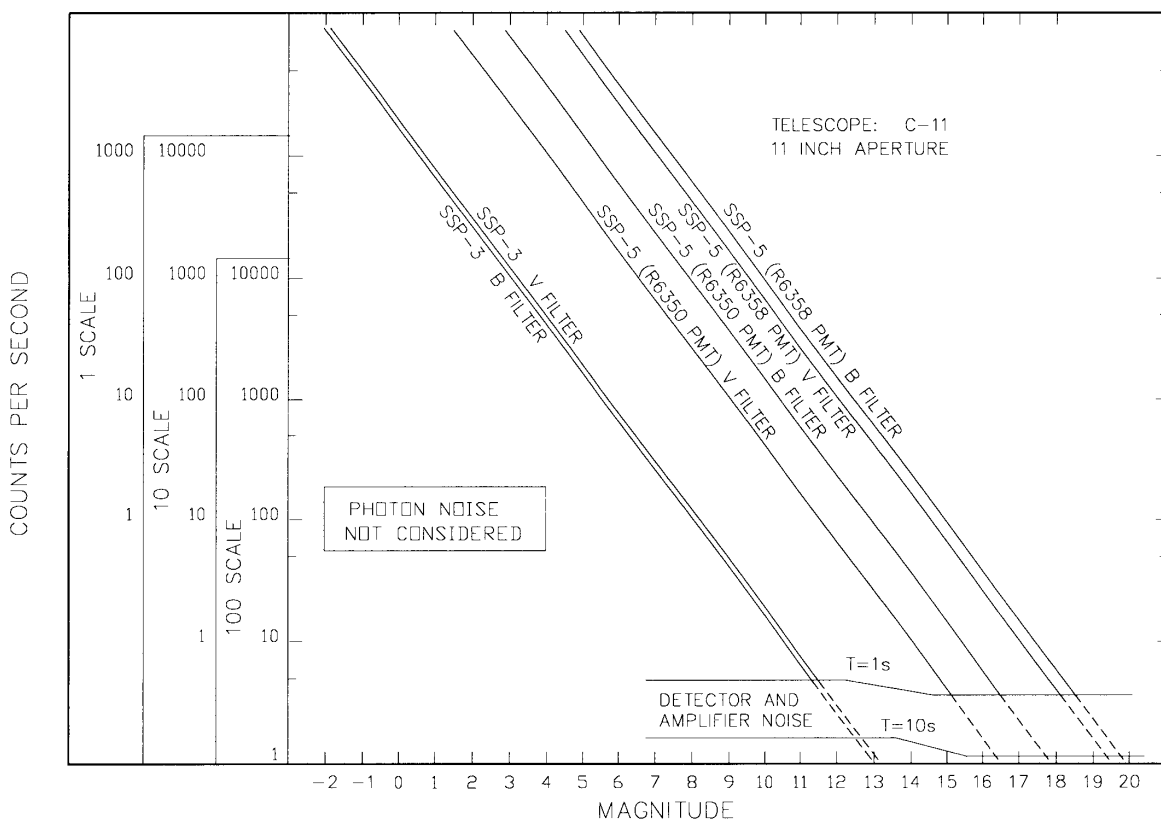 TELESCOPE: C-11
11 INCH APERTURE
COUNTS PER SECOND
1 SCALE
1000
100
10
1
10 SCALE
10000
1000
100
10
1
100 SCALE
10000
1000
100
10
1
SSP-3 V FILTER
SSP-3 B FILTER
SSP-5 (R6350 PMT) V FILTER
SSP-5 (R6350 PMT) B FILTER
SSP-5 (R6358 PMT) V FILTER
SSP-5 (R6358 PMT) B FILTER
PHOTON NOISE
NOT CONSIDERED
T=1s
DETECTOR AND
AMPLIFIER NOISE
T=10s
-2 -1 0 1 2 3 4 5 6 7 8 9 10 11 12 13 14 15 16 17 18 19 20
MAGNITUDE